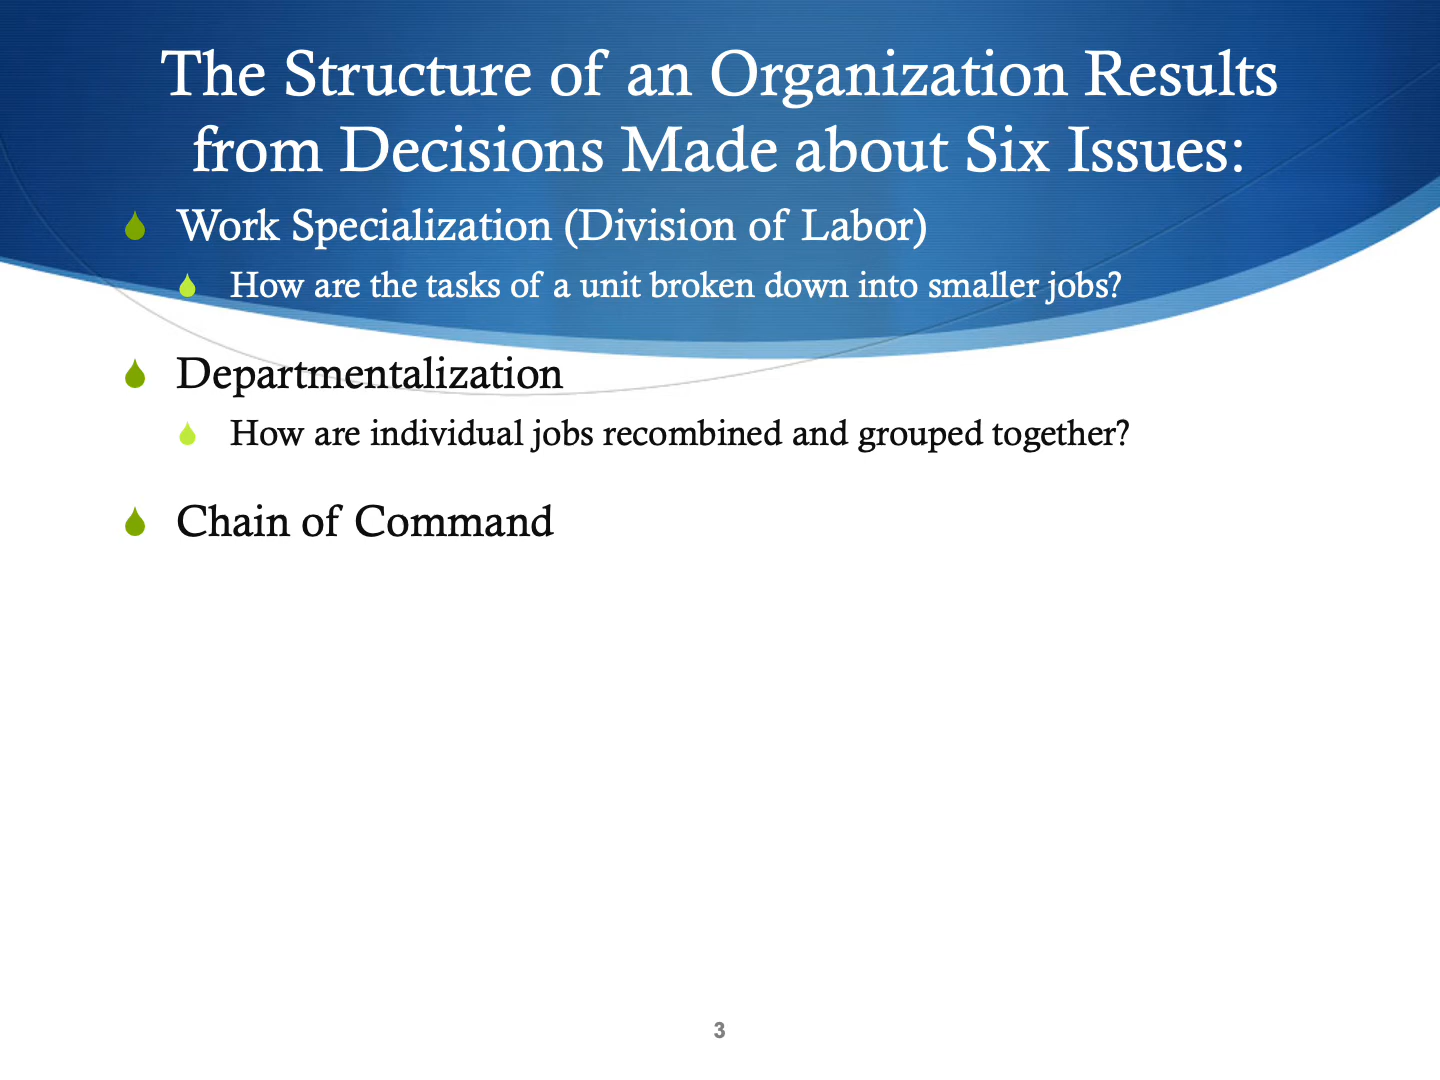 The Structure of an Organization Results
from Decisions Made about Six Issues:
Work Specialization (Division of Labor)
How are the tasks of a unit broken down into smaller jobs?
Departmentalization
How are individual jobs recombined and grouped together?
Chain of Command
3